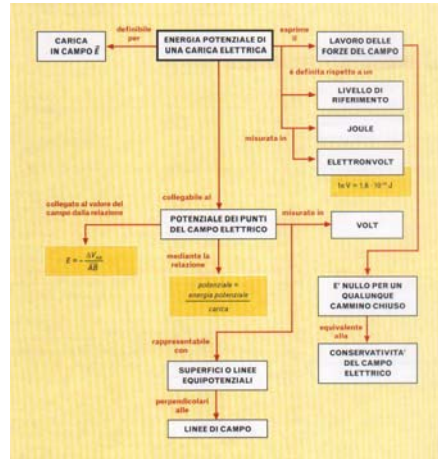 definibile
per
CARICA
IN CAMPO E⃗
ENERGIA POTENZIALE DI
UNA CARICA ELETTRICA
esprime
il
LAVORO DELLE
FORZE DEL CAMPO
é definita rispetto a un
LIVELLO DI
RIFERIMENTO
misurata in
JOULE
ELETTRONVOLT
1e V = 1,6 · 10⁻¹⁹ J
collegabile al
collegato al valore del
campo dalla relazione
POTENZIALE DEI PUNTI
DEL CAMPO ELETTRICO
misurato in
VOLT
E = − ΔV_AB / AB
mediante la
relazione
potenziale =
energia potenziale
carica
E' NULLO PER UN
QUALUNQUE
CAMMINO CHIUSO
equivalente
alla
CONSERVATIVITA'
DEL CAMPO
ELETTRICO
rappresentabile
con
SUPERFICI O LINEE
EQUIPOTENZIALI
perpendicolari
alle
LINEE DI CAMPO